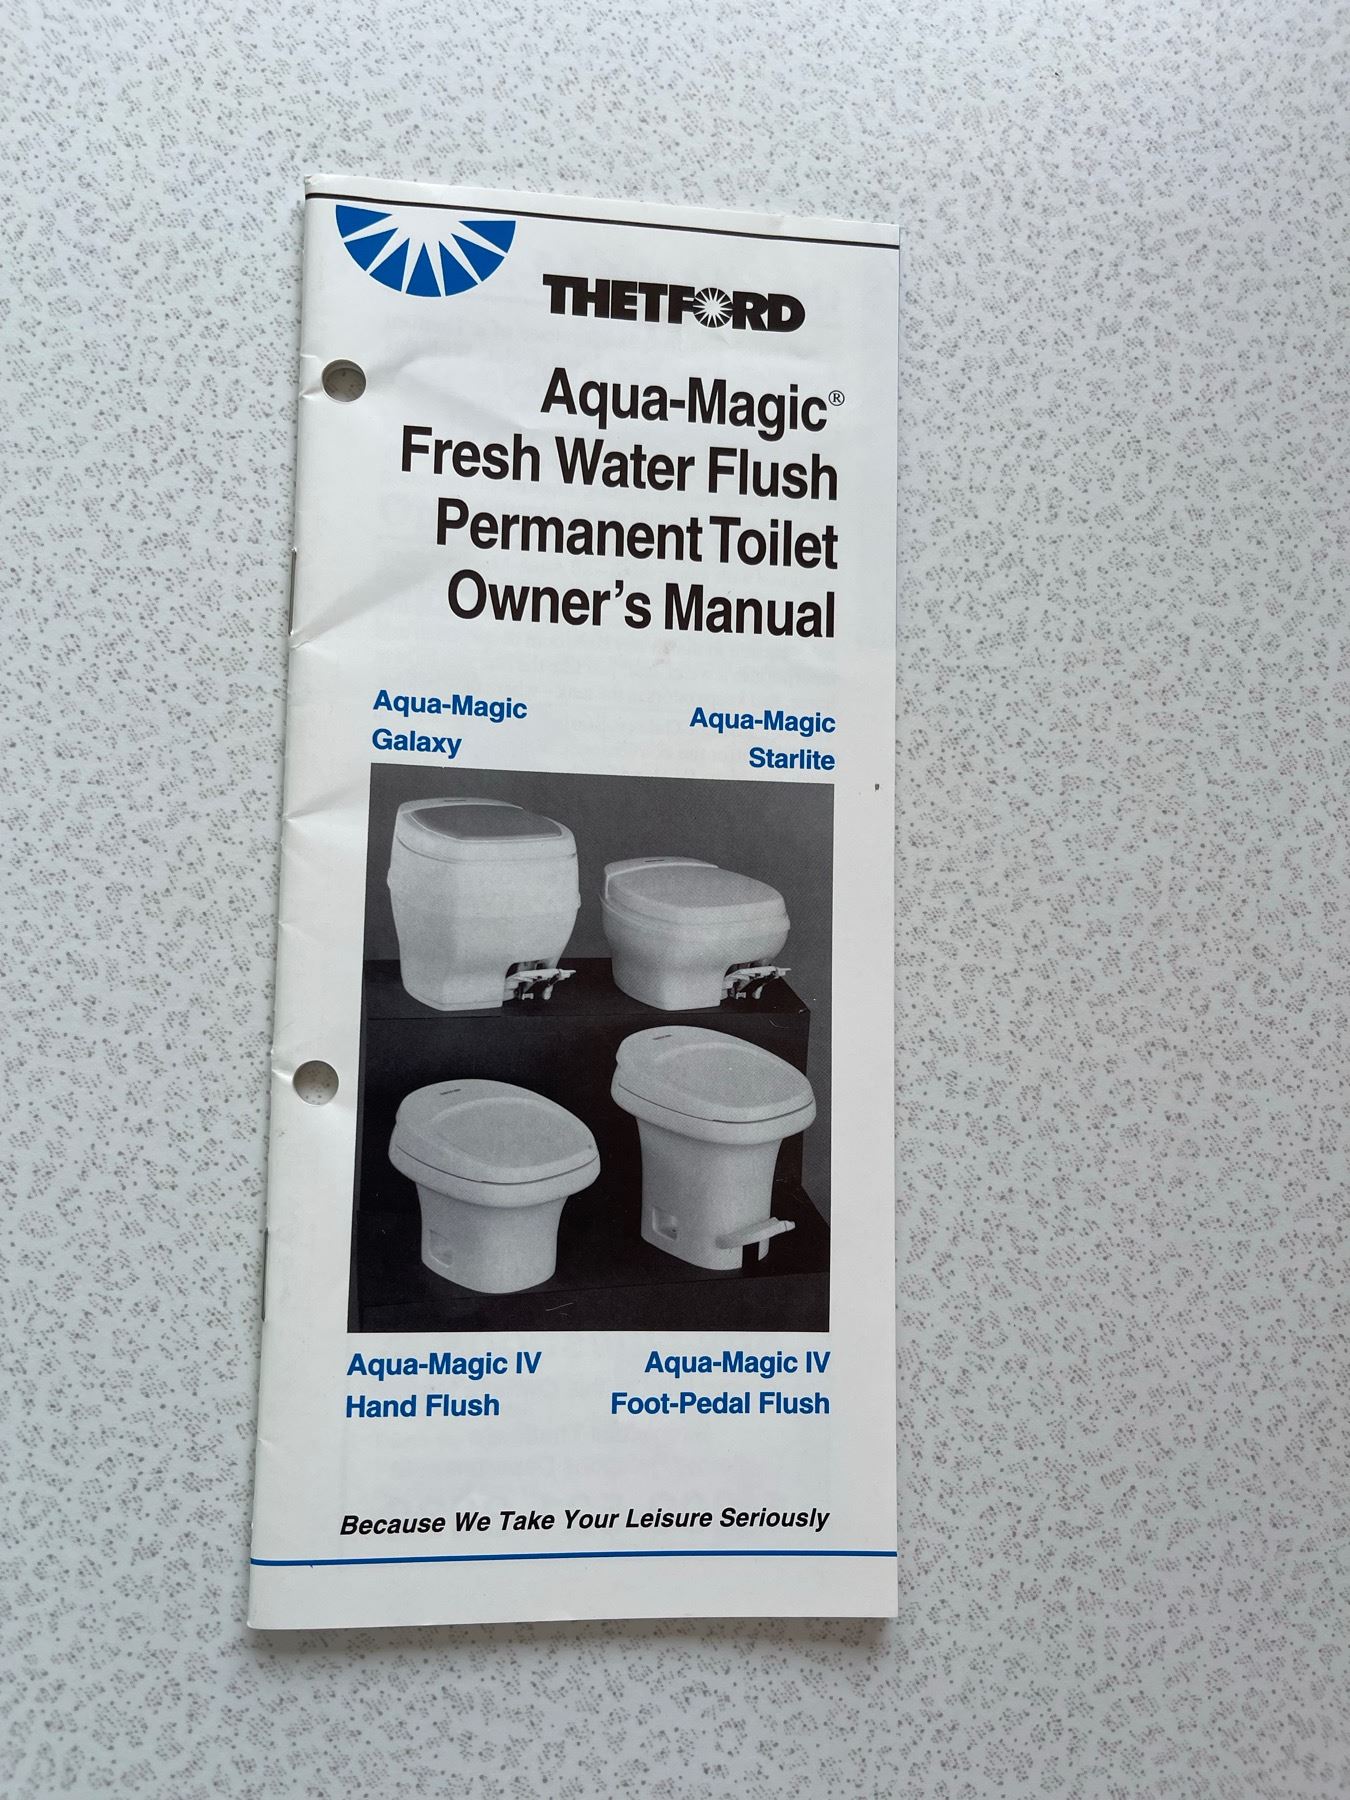 THETFORD
Aqua-Magic®
Fresh Water Flush
Permanent Toilet
Owner's Manual
Aqua-Magic
Galaxy
Aqua-Magic
Starlite
Aqua-Magic IV
Hand Flush
Aqua-Magic IV
Foot-Pedal Flush
Because We Take Your Leisure Seriously